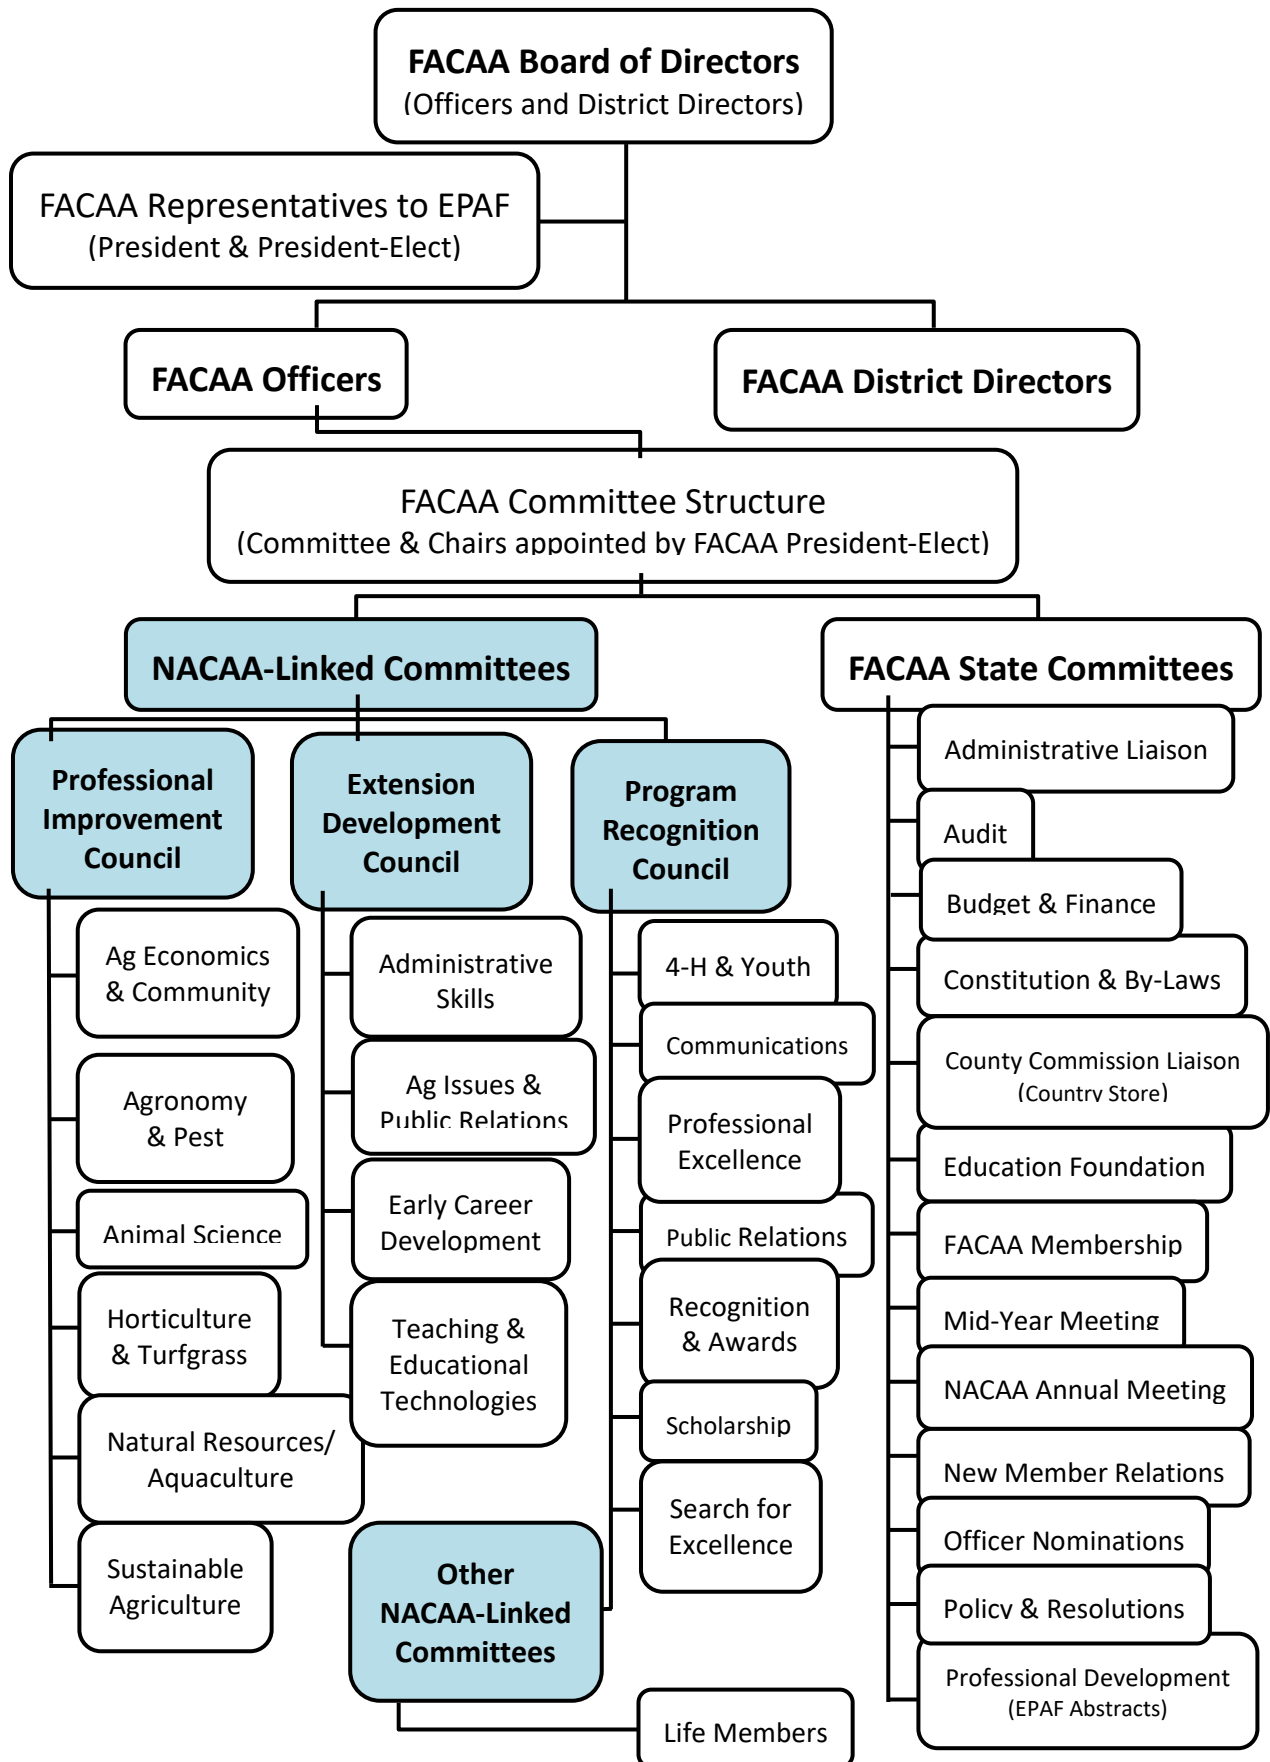 FACAA Board of Directors
(Officers and District Directors)
FACAA Representatives to EPAF
(President & President-Elect)
FACAA Officers
FACAA District Directors
FACAA Committee Structure
(Committee & Chairs appointed by FACAA President-Elect)
NACAA-Linked Committees
Professional
Improvement
Council
Ag Economics
& Community
Agronomy
& Pest
Animal Science
Horticulture
& Turfgrass
Natural Resources/
Aquaculture
Sustainable
Agriculture
Extension
Development
Council
Administrative
Skills
Ag Issues &
Public Relations
Early Career
Development
Teaching &
Educational
Technologies
Program
Recognition
Council
4-H & Youth
Communications
Professional
Excellence
Public Relations
Recognition
& Awards
Scholarship
Search for
Excellence
Other
NACAA-Linked
Committees
Life Members
FACAA State Committees
Administrative Liaison
Audit
Budget & Finance
Constitution & By-Laws
County Commission Liaison
(Country Store)
Education Foundation
FACAA Membership
Mid-Year Meeting
NACAA Annual Meeting
New Member Relations
Officer Nominations
Policy & Resolutions
Professional Development
(EPAF Abstracts)